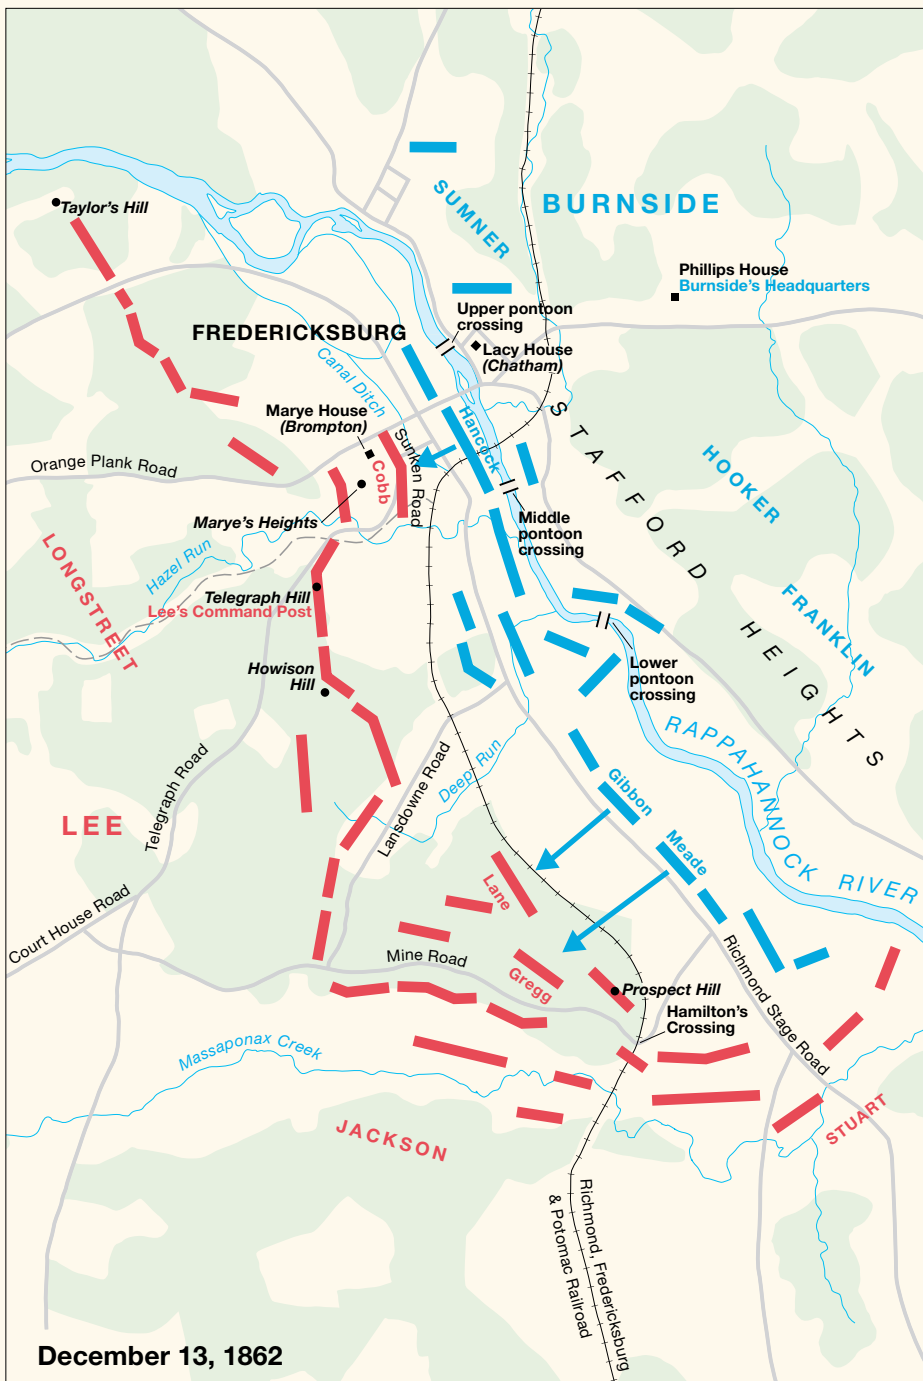 Taylor's Hill
SUMNER
BURNSIDE
Phillips House
Burnside's Headquarters
Upper pontoon
crossing
FREDERICKSBURG
Lacy House
(Chatham)
Canal Ditch
Marye House
(Brompton)
Hancock
Sunken Road
Cobb
STAFFORD HEIGHTS
HOOKER
Orange Plank Road
Marye's Heights
Middle
pontoon
crossing
LONGSTREET
Hazel Run
Telegraph Hill
Lee's Command Post
FRANKLIN
Howison
Hill
Lower
pontoon
crossing
RAPPAHANNOCK RIVER
Telegraph Road
Lansdowne Road
Deep Run
Gibbon
LEE
Meade
Lane
Court House Road
Mine Road
Gregg
Prospect Hill
Richmond Stage Road
Hamilton's
Crossing
Massaponax Creek
JACKSON
STUART
Richmond, Fredericksburg
& Potomac Railroad
December 13, 1862